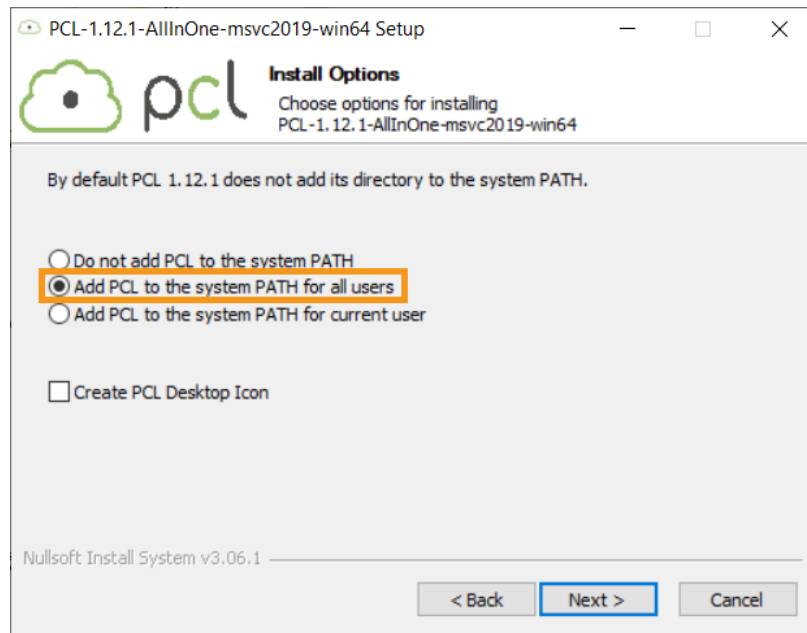 PCL-1.12.1-AllInOne-msvc2019-win64 Setup
pcl
Install Options
Choose options for installing
PCL-1.12.1-AllInOne-msvc2019-win64
By default PCL 1.12.1 does not add its directory to the system PATH.
Do not add PCL to the system PATH
Add PCL to the system PATH for all users
Add PCL to the system PATH for current user
Create PCL Desktop Icon
Nullsoft Install System v3.06.1
< Back
Next >
Cancel